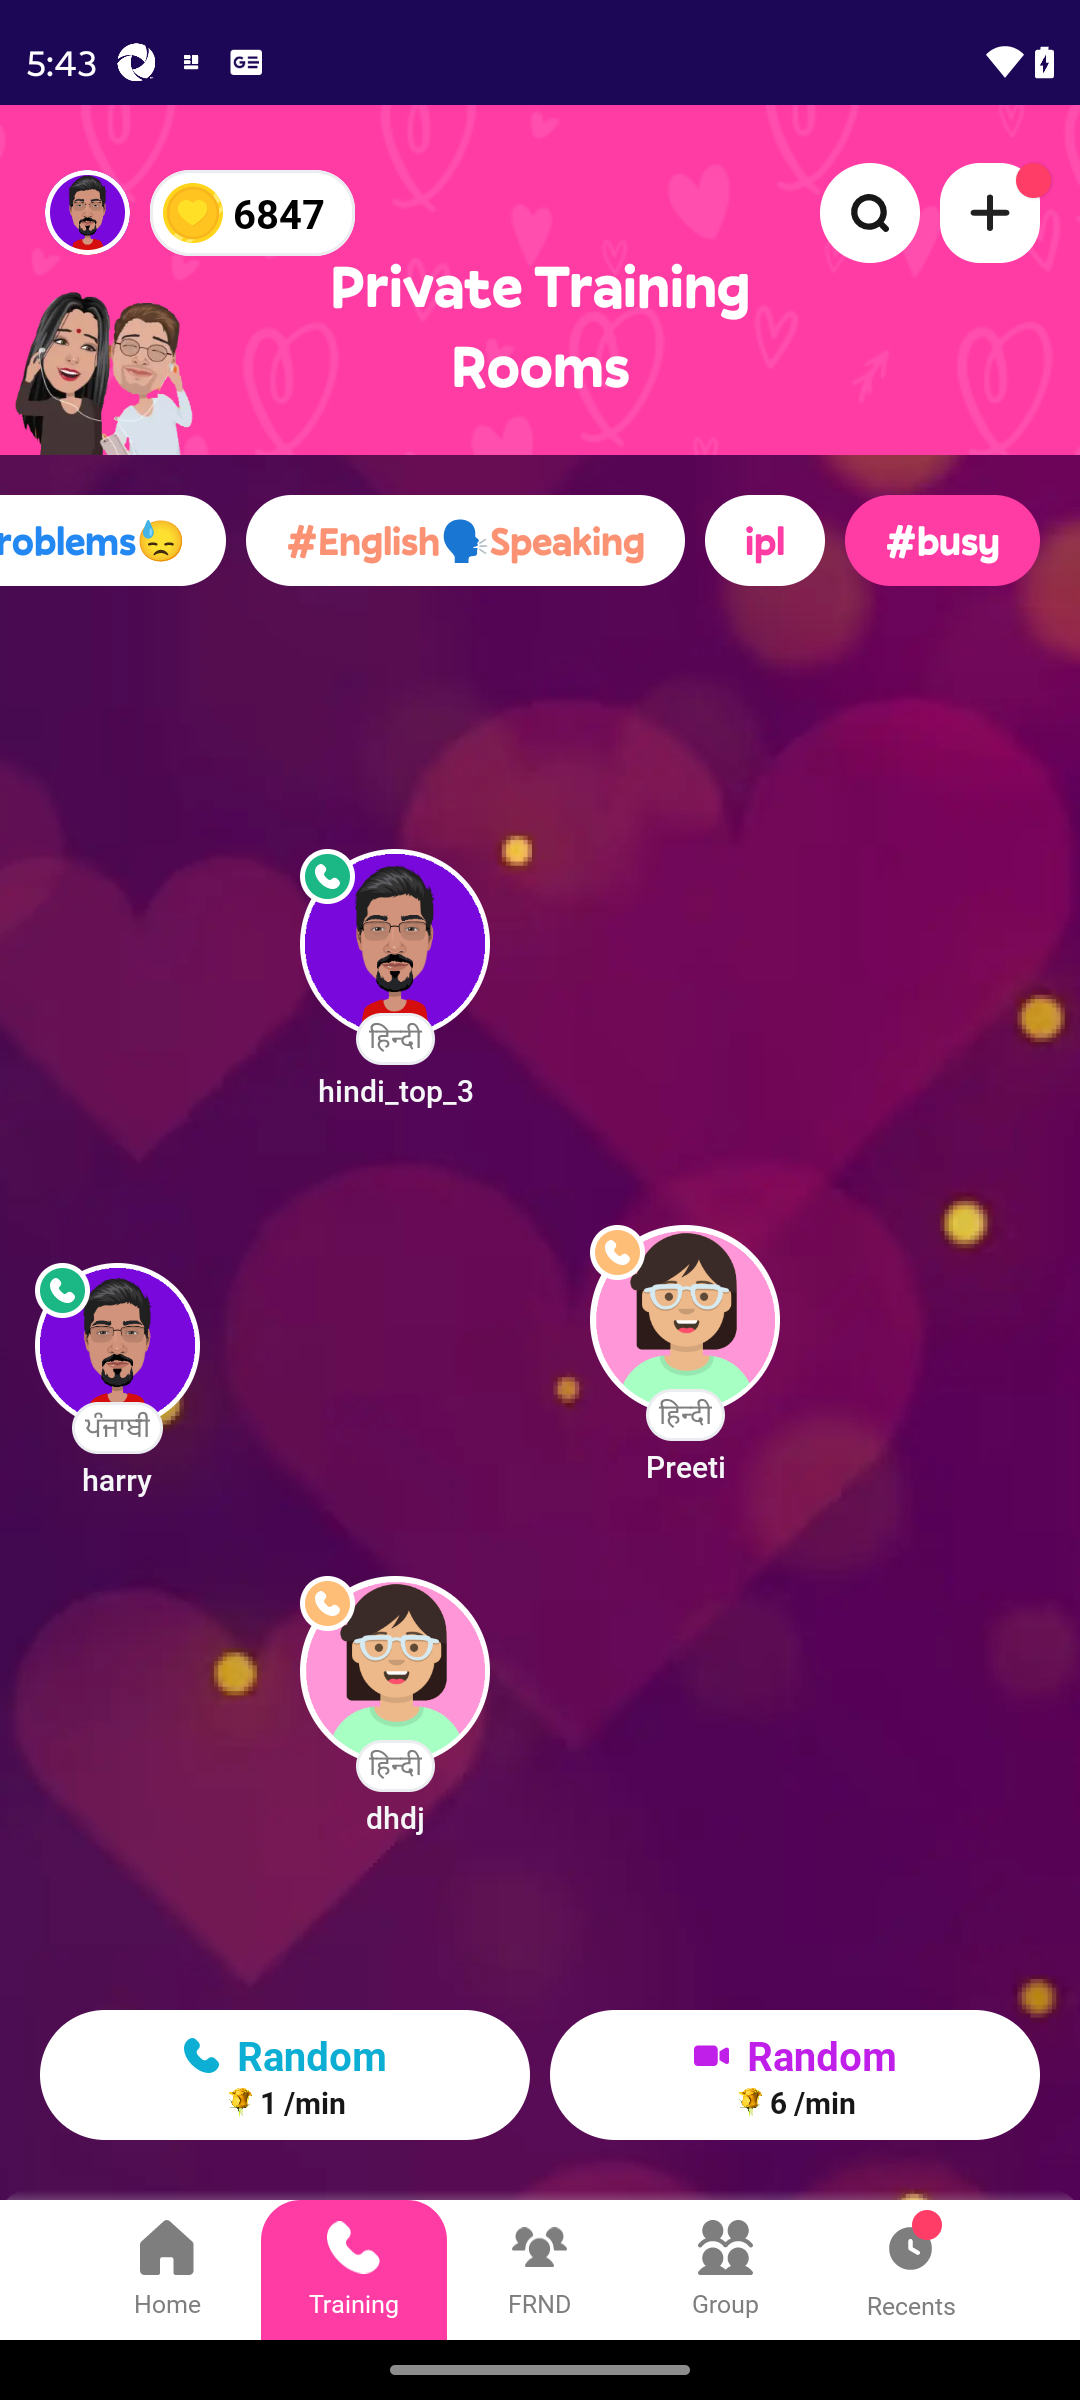 5:43
6847
Private Training
Rooms
roblems😓
#English🗣Speaking
ipl
#busy
हिन्दी
hindi_top_3
ਪੰਜਾਬੀ
harry
हिन्दी
Preeti
हिन्दी
dhdj
Random
1 /min
Random
6 /min
Home
Training
FRND
Group
Recents